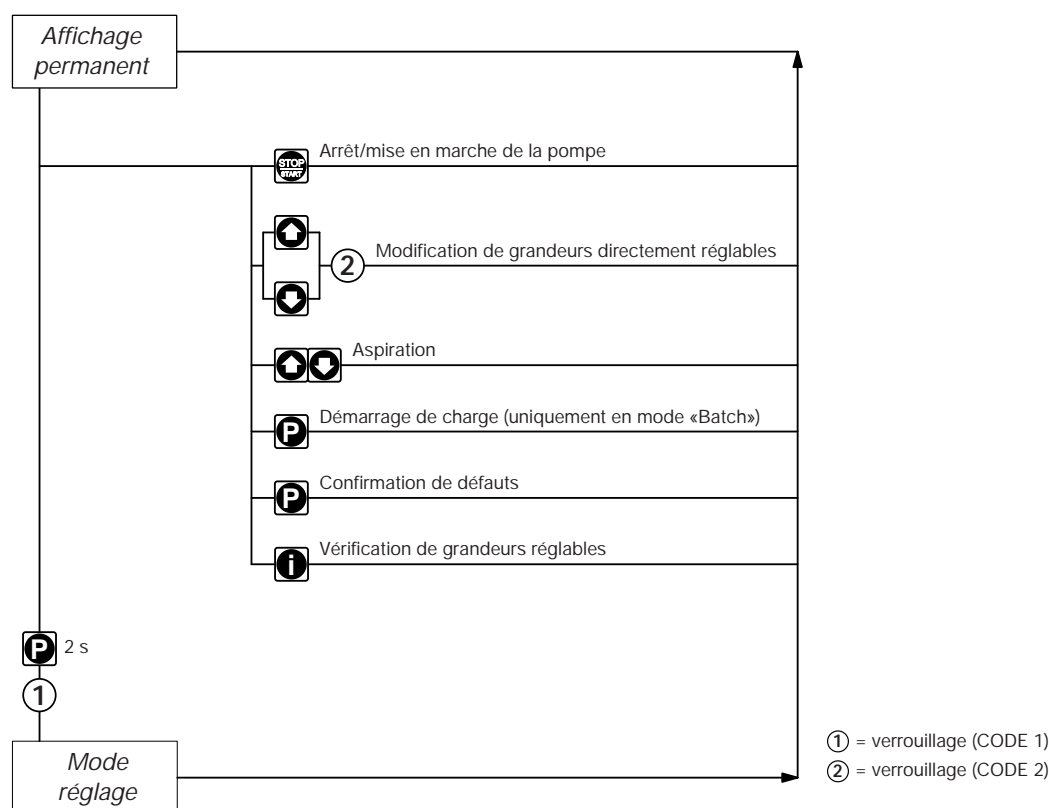 Affichage
permanent
STOP
START
Arrêt/mise en marche de la pompe
2
Modification de grandeurs directement réglables
Aspiration
P
Démarrage de charge (uniquement en mode «Batch»)
P
Confirmation de défauts
i
Vérification de grandeurs réglables
P 2 s
1
Mode
réglage
1 = verrouillage (CODE 1)
2 = verrouillage (CODE 2)